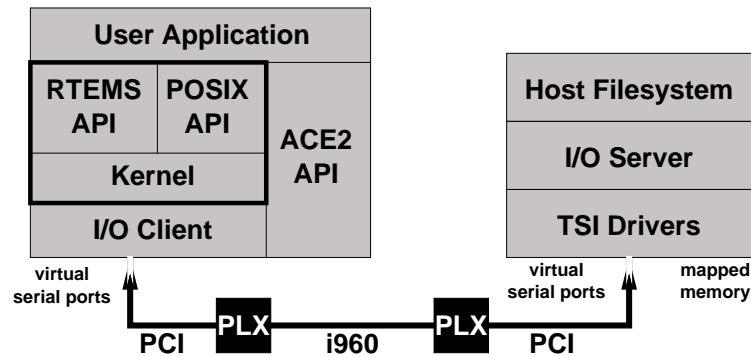 User Application
RTEMS
API
POSIX
API
Kernel
ACE2
API
I/O Client
Host Filesystem
I/O Server
TSI Drivers
virtual
serial ports
virtual
serial ports
mapped
memory
PLX
PLX
PCI
i960
PCI